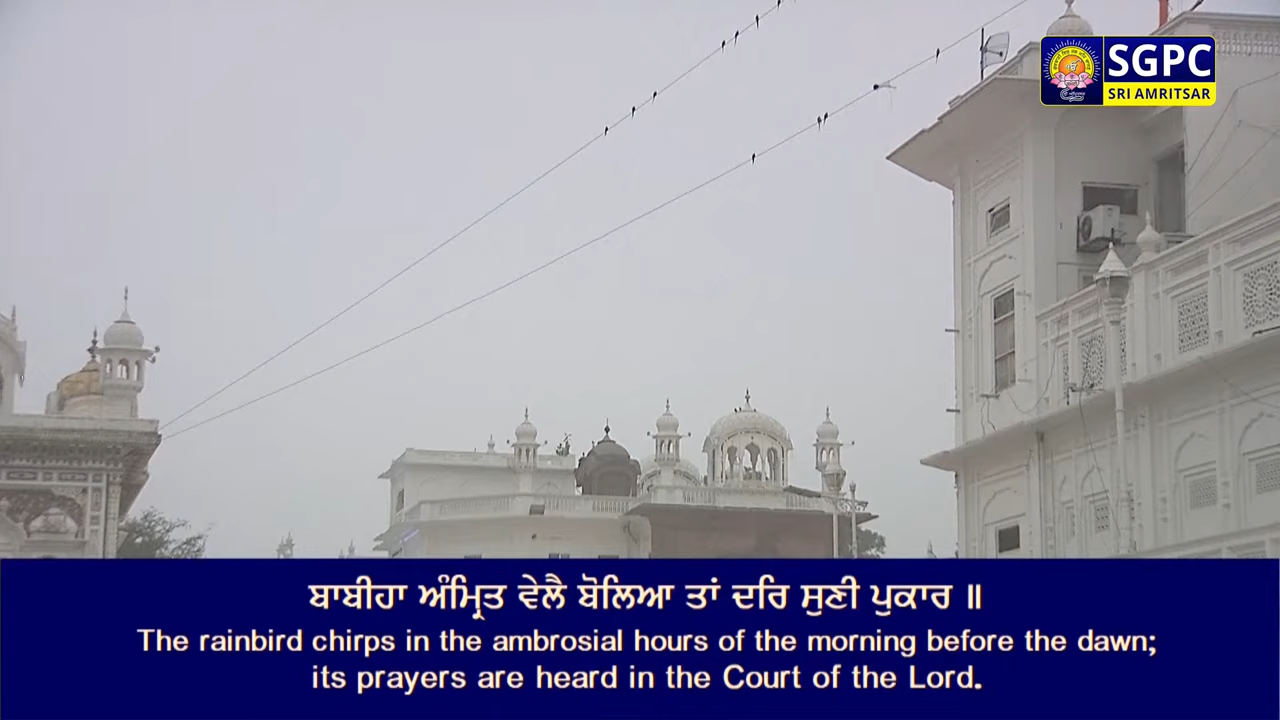 SGPC
SRI AMRITSAR
ਬਾਬੀਹਾ ਅੰਮ੍ਰਿਤ ਵੇਲੈ ਬੋਲਿਆ ਤਾਂ ਦਰਿ ਸੁਣੀ ਪੁਕਾਰ ॥
The rainbird chirps in the ambrosial hours of the morning before the dawn;
its prayers are heard in the Court of the Lord.